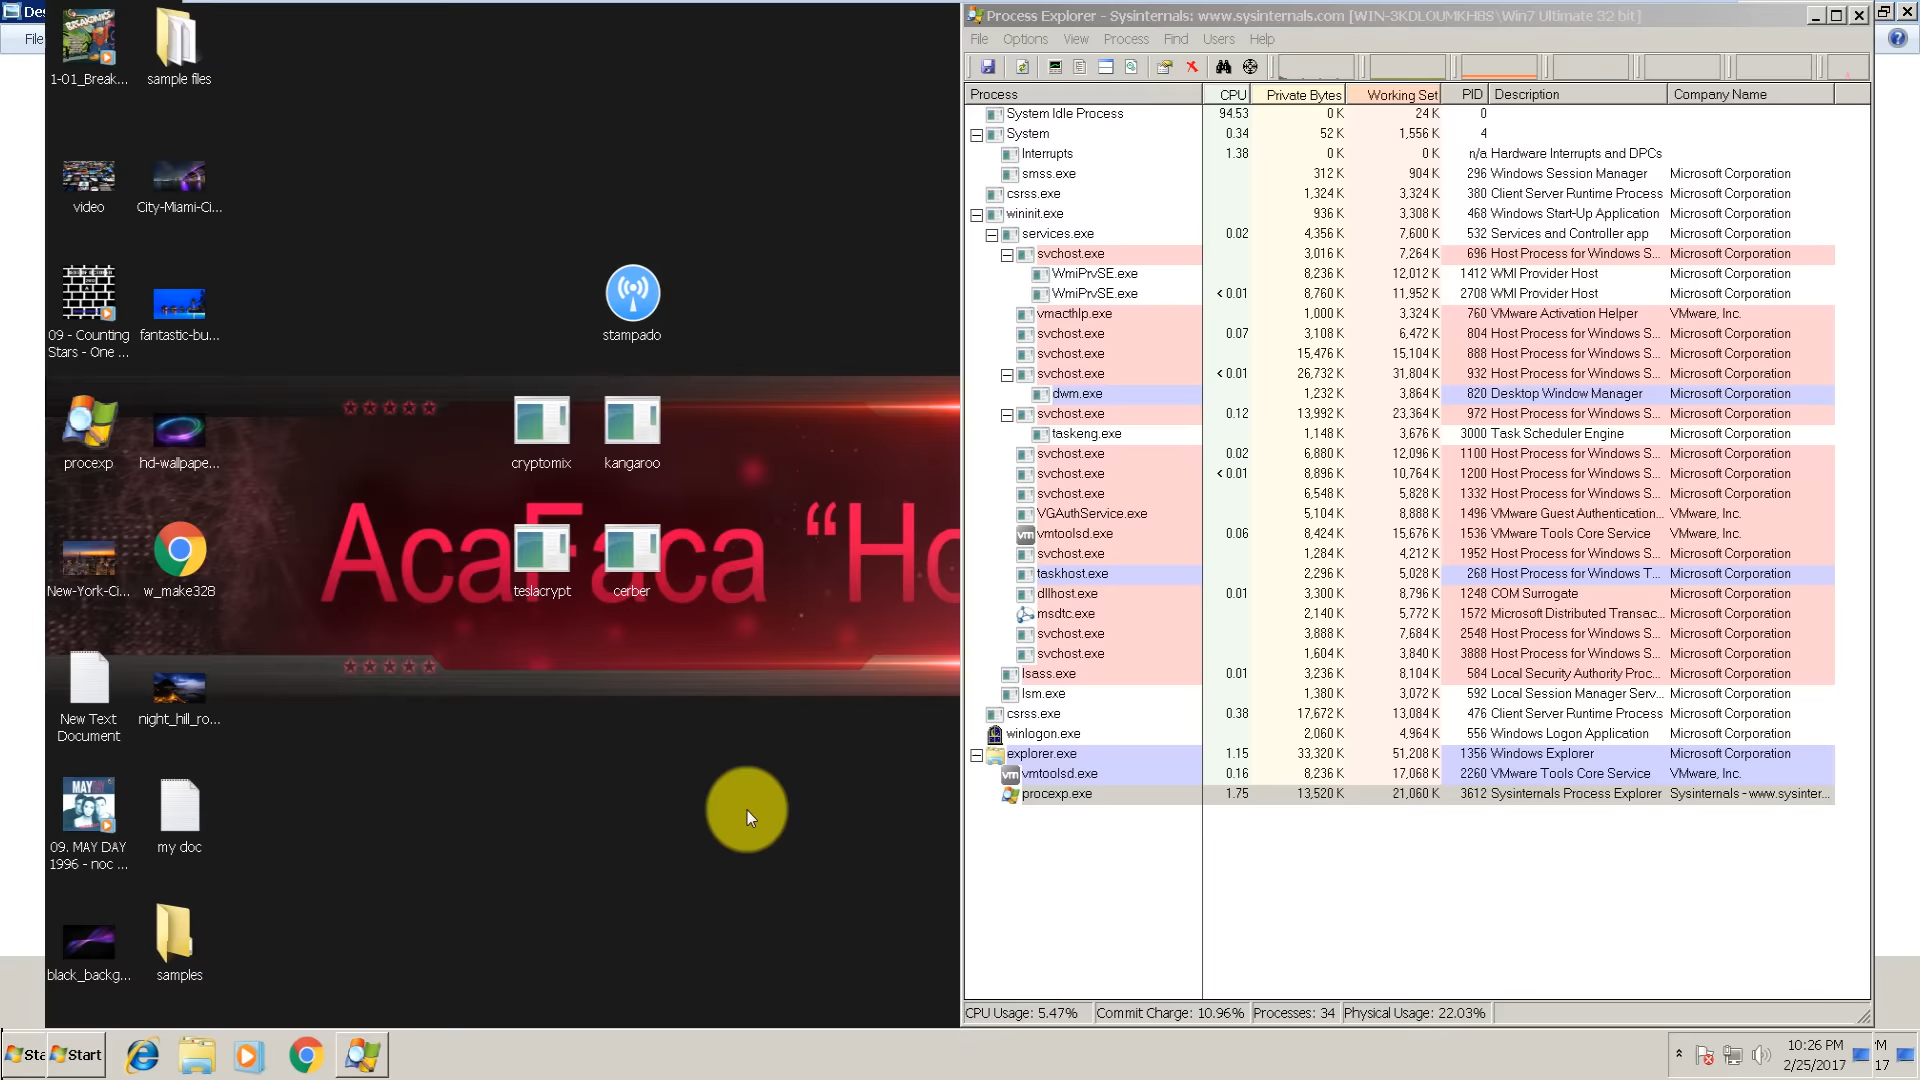 Des
File
1-01_Break...
sample files
video
City-Miami-Ci...
09 - Counting
Stars - One ...
fantastic-bu...
stampado
procexp
hd-wallpape...
cryptomix
kangaroo
AcaFaca “Ho
New-York-Ci...
w_make328
teslacrypt
cerber
New Text
Document
night_hill_ro...
MAY
DAY
09. MAY DAY
1996 - noc ...
my doc
black_backg...
samples
Process Explorer - Sysinternals: www.sysinternals.com [WIN-3KDLOUMKH8S\Win7 Ultimate 32 bit]
File Options View Process Find Users Help
Process CPU Private Bytes Working Set PID Description Company Name
System Idle Process 94.53 0 K 24 K 0
System 0.34 52 K 1,556 K 4
Interrupts 1.38 0 K 0 K n/a Hardware Interrupts and DPCs
smss.exe 312 K 904 K 296 Windows Session Manager Microsoft Corporation
csrss.exe 1,324 K 3,324 K 380 Client Server Runtime Process Microsoft Corporation
wininit.exe 936 K 3,308 K 468 Windows Start-Up Application Microsoft Corporation
services.exe 0.02 4,356 K 7,600 K 532 Services and Controller app Microsoft Corporation
svchost.exe 3,016 K 7,264 K 696 Host Process for Windows S... Microsoft Corporation
WmiPrvSE.exe 8,236 K 12,012 K 1412 WMI Provider Host Microsoft Corporation
WmiPrvSE.exe < 0.01 8,760 K 11,952 K 2708 WMI Provider Host Microsoft Corporation
vmacthlp.exe 1,000 K 3,324 K 760 VMware Activation Helper VMware, Inc.
svchost.exe 0.07 3,108 K 6,472 K 804 Host Process for Windows S... Microsoft Corporation
svchost.exe 15,476 K 15,104 K 888 Host Process for Windows S... Microsoft Corporation
svchost.exe < 0.01 26,732 K 31,804 K 932 Host Process for Windows S... Microsoft Corporation
dwm.exe 1,232 K 3,864 K 820 Desktop Window Manager Microsoft Corporation
svchost.exe 0.12 13,992 K 23,364 K 972 Host Process for Windows S... Microsoft Corporation
taskeng.exe 1,148 K 3,676 K 3000 Task Scheduler Engine Microsoft Corporation
svchost.exe 0.02 6,880 K 12,096 K 1100 Host Process for Windows S... Microsoft Corporation
svchost.exe < 0.01 8,896 K 10,764 K 1200 Host Process for Windows S... Microsoft Corporation
svchost.exe 6,548 K 5,828 K 1332 Host Process for Windows S... Microsoft Corporation
VGAuthService.exe 5,104 K 8,888 K 1496 VMware Guest Authentication... VMware, Inc.
vmtoolsd.exe 0.06 8,424 K 15,676 K 1536 VMware Tools Core Service VMware, Inc.
svchost.exe 1,284 K 4,212 K 1952 Host Process for Windows S... Microsoft Corporation
taskhost.exe 2,296 K 5,028 K 268 Host Process for Windows T... Microsoft Corporation
dllhost.exe 0.01 3,300 K 8,796 K 1248 COM Surrogate Microsoft Corporation
msdtc.exe 2,140 K 5,772 K 1572 Microsoft Distributed Transac... Microsoft Corporation
svchost.exe 3,888 K 7,684 K 2548 Host Process for Windows S... Microsoft Corporation
svchost.exe 1,604 K 3,840 K 3888 Host Process for Windows S... Microsoft Corporation
lsass.exe 0.01 3,236 K 8,104 K 584 Local Security Authority Proc... Microsoft Corporation
lsm.exe 1,380 K 3,072 K 592 Local Session Manager Serv... Microsoft Corporation
csrss.exe 0.38 17,672 K 13,084 K 476 Client Server Runtime Process Microsoft Corporation
winlogon.exe 2,060 K 4,964 K 556 Windows Logon Application Microsoft Corporation
explorer.exe 1.15 33,320 K 51,208 K 1356 Windows Explorer Microsoft Corporation
vmtoolsd.exe 0.16 8,236 K 17,068 K 2260 VMware Tools Core Service VMware, Inc.
procexp.exe 1.75 13,520 K 21,060 K 3612 Sysinternals Process Explorer Sysinternals - www.sysinter...
CPU Usage: 5.47% Commit Charge: 10.96% Processes: 34 Physical Usage: 22.03%
Sta
Start
10:26 PM
2/25/2017
M
17